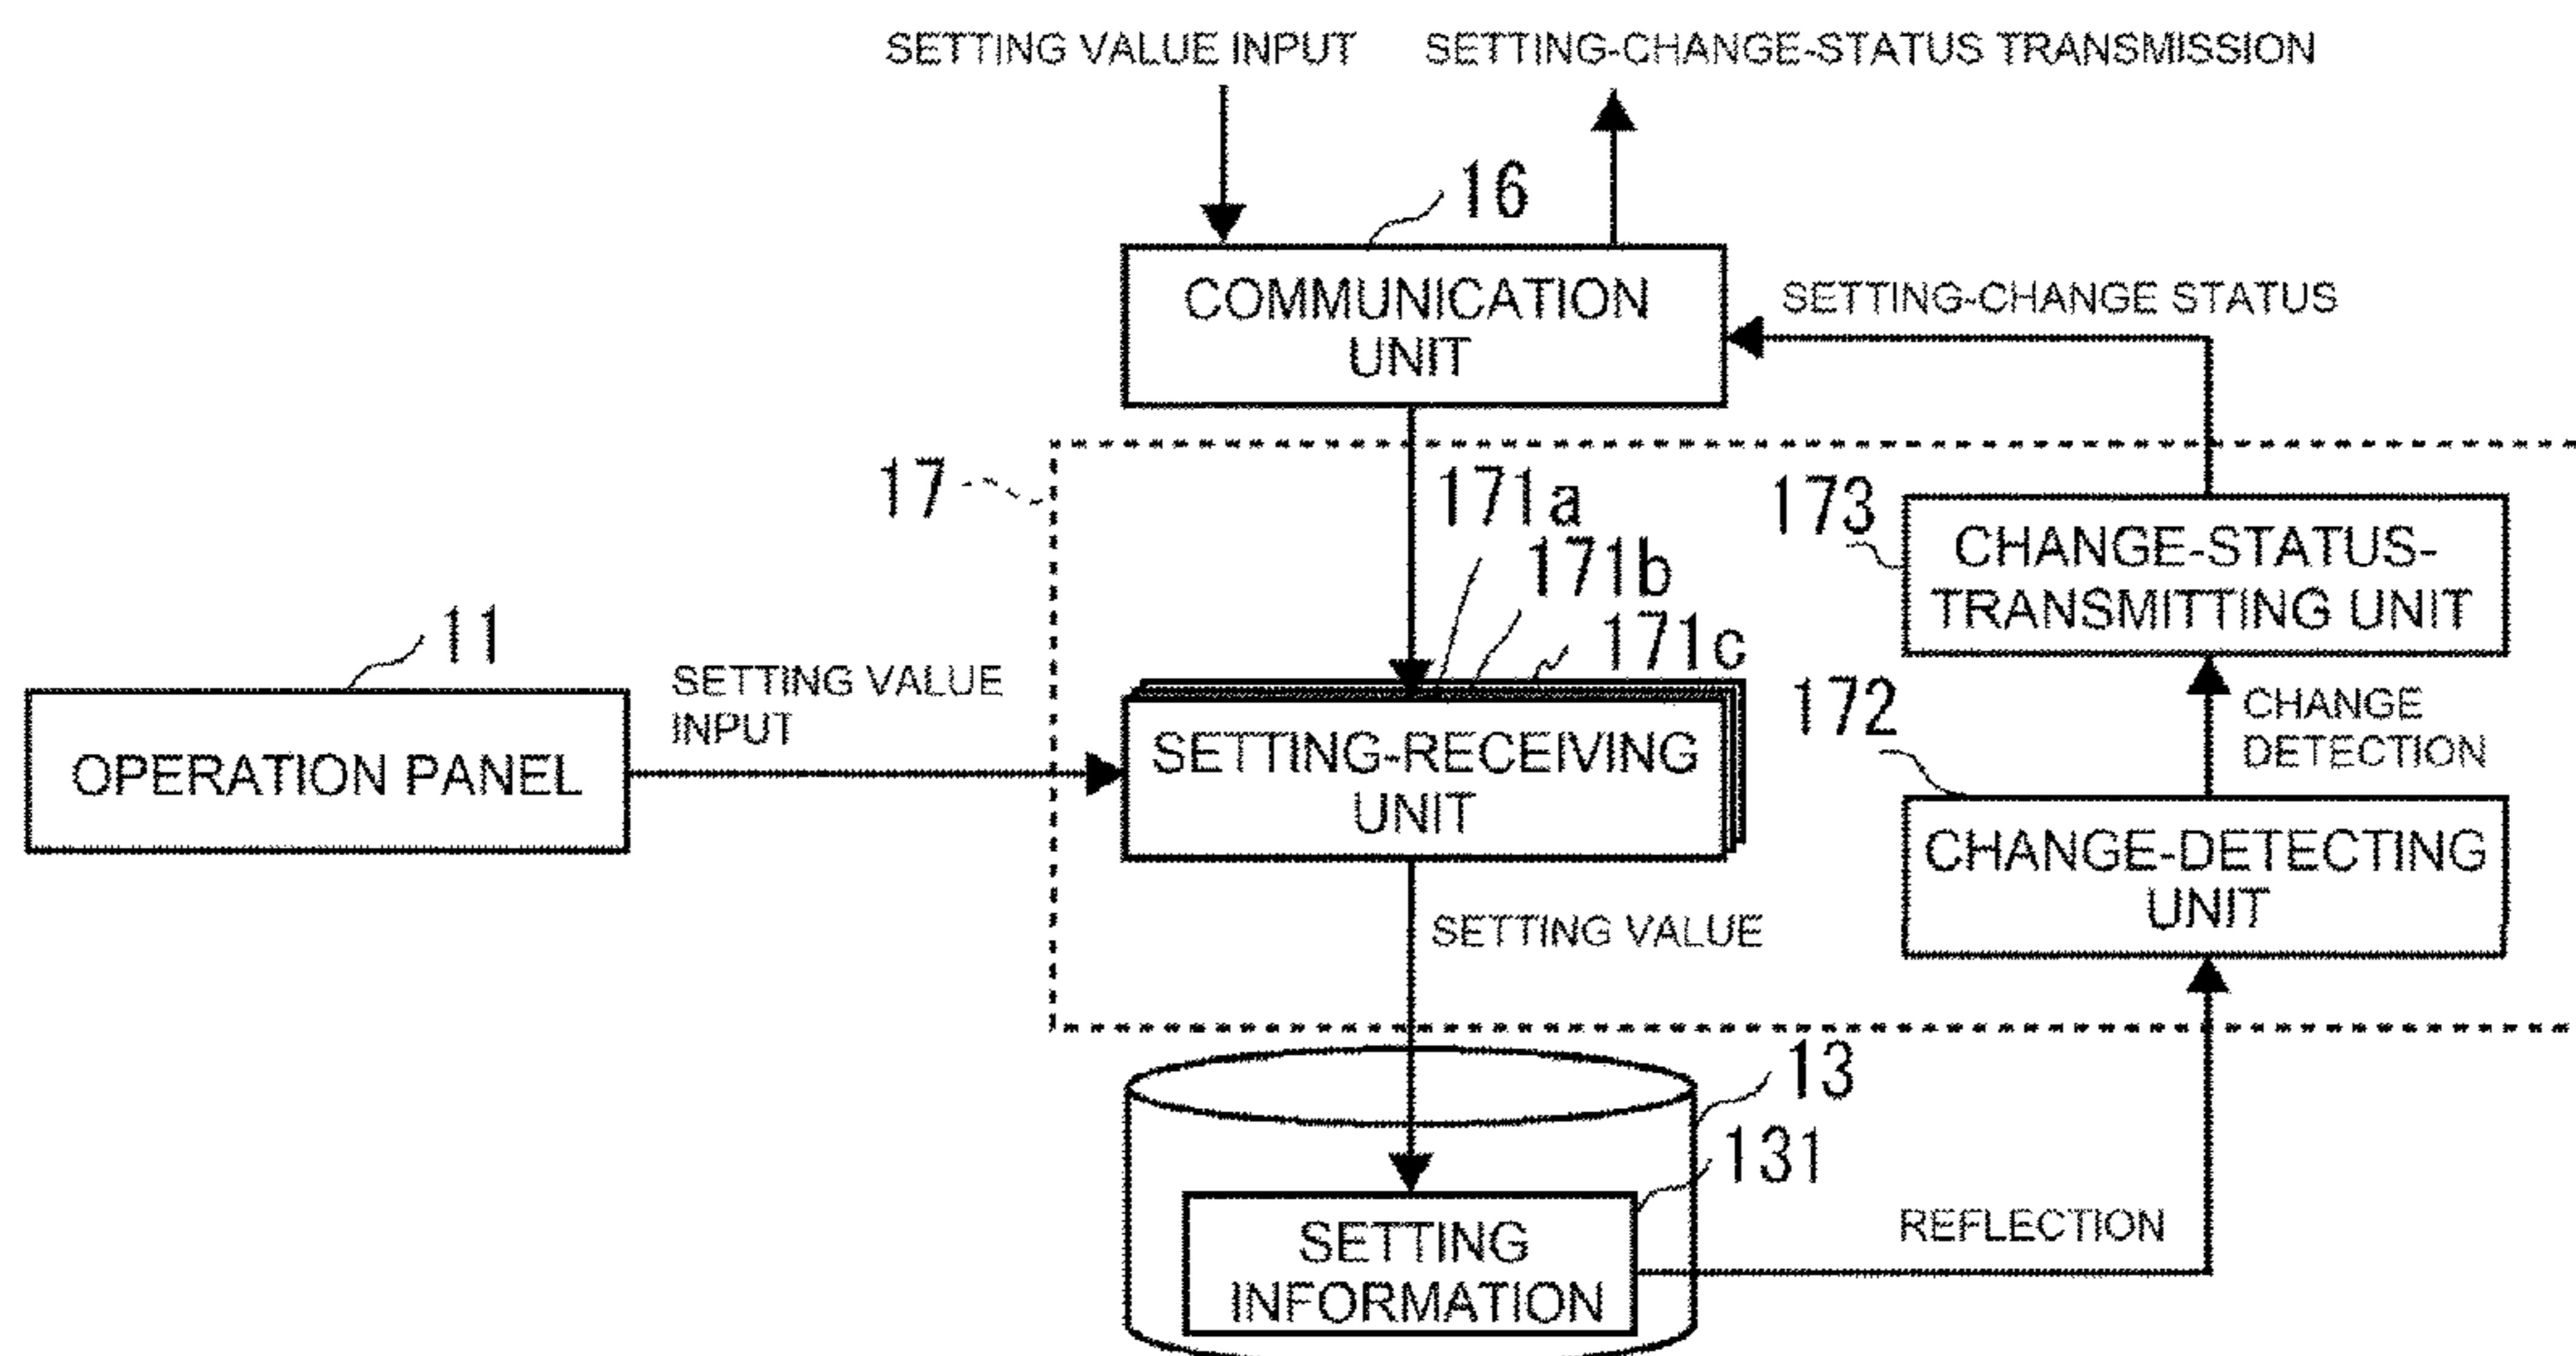 SETTING VALUE INPUT
SETTING-CHANGE-STATUS TRANSMISSION
16
COMMUNICATION
UNIT
SETTING-CHANGE STATUS
17
171a
171b
171c
173
CHANGE-STATUS-
TRANSMITTING UNIT
11
OPERATION PANEL
SETTING VALUE
INPUT
SETTING-RECEIVING
UNIT
172
CHANGE
DETECTION
CHANGE-DETECTING
UNIT
SETTING VALUE
13
131
SETTING
INFORMATION
REFLECTION